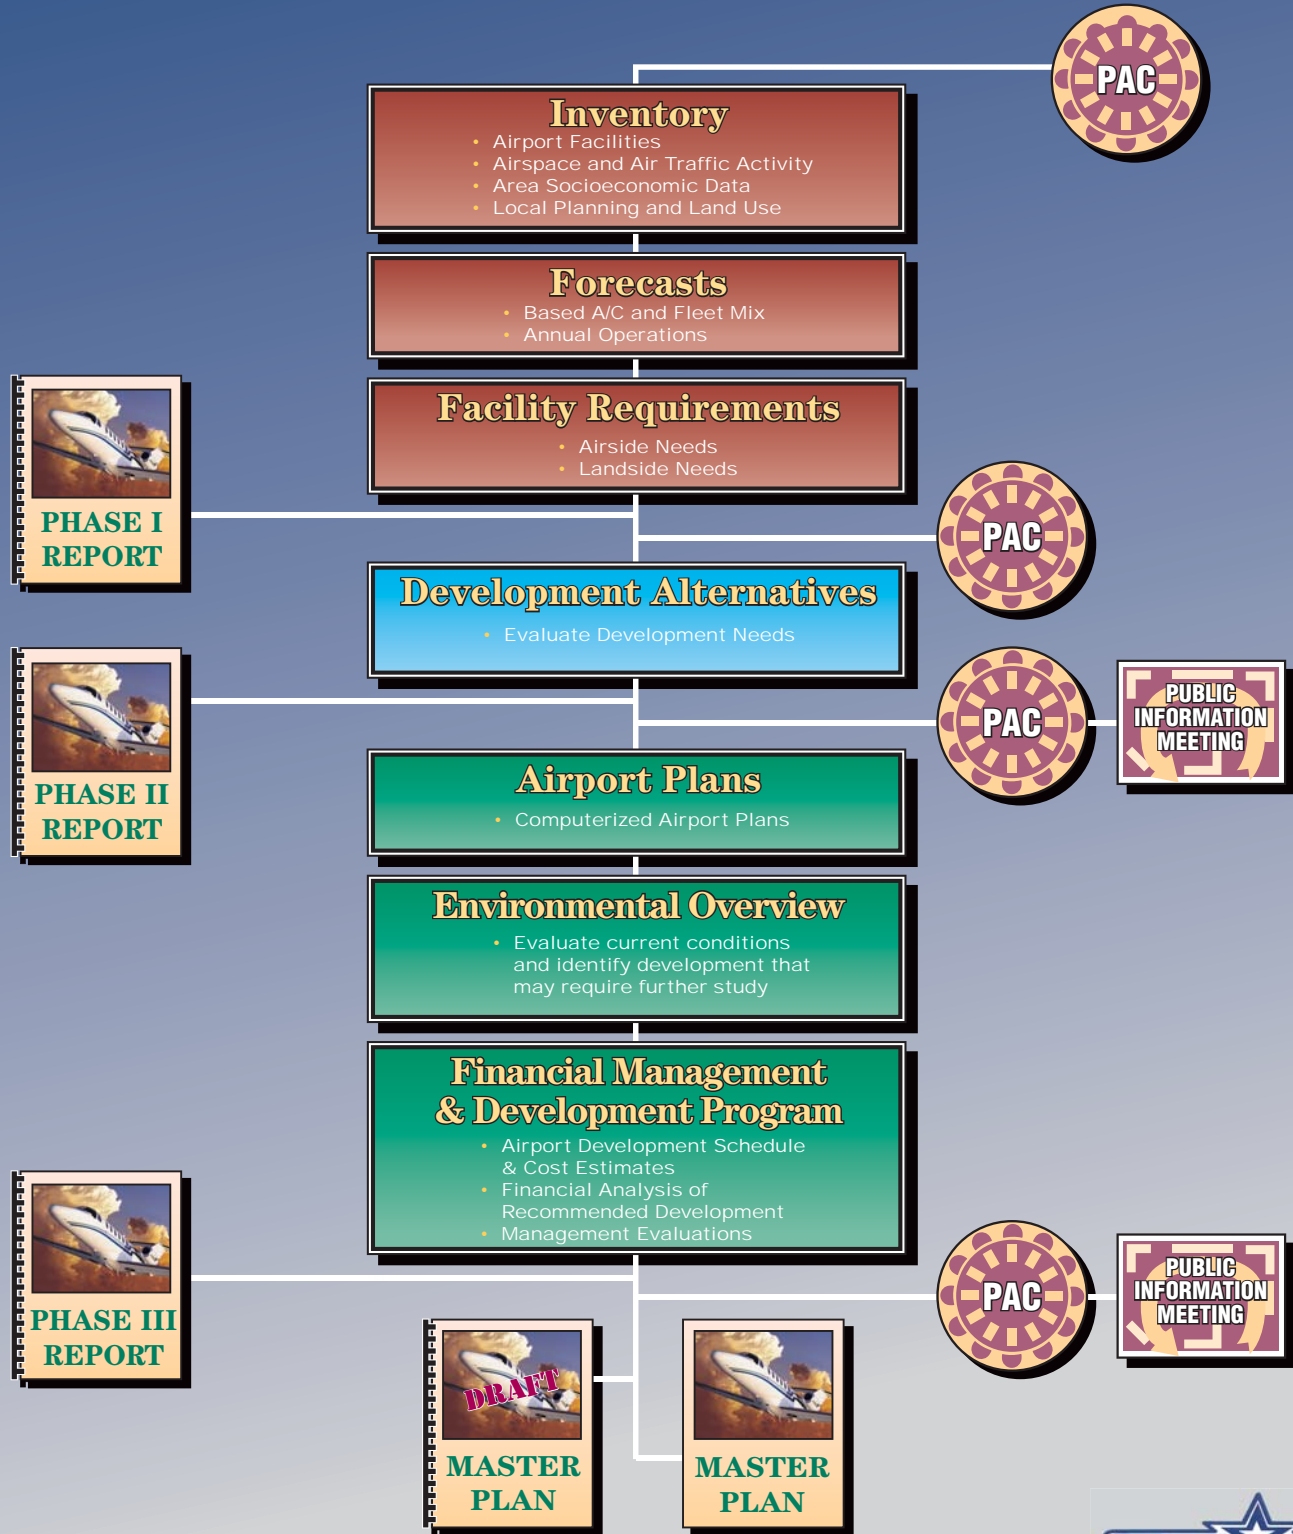 PAC
Inventory
• Airport Facilities
• Airspace and Air Traffic Activity
• Area Socioeconomic Data
• Local Planning and Land Use
Forecasts
• Based A/C and Fleet Mix
• Annual Operations
Facility Requirements
• Airside Needs
• Landside Needs
PHASE I
REPORT
PAC
Development Alternatives
• Evaluate Development Needs
PHASE II
REPORT
PAC
PUBLIC
INFORMATION
MEETING
Airport Plans
• Computerized Airport Plans
Environmental Overview
• Evaluate current conditions
and identify development that
may require further study
Financial Management
& Development Program
• Airport Development Schedule
& Cost Estimates
• Financial Analysis of
Recommended Development
• Management Evaluations
PHASE III
REPORT
PAC
PUBLIC
INFORMATION
MEETING
DRAFT
MASTER
PLAN
MASTER
PLAN